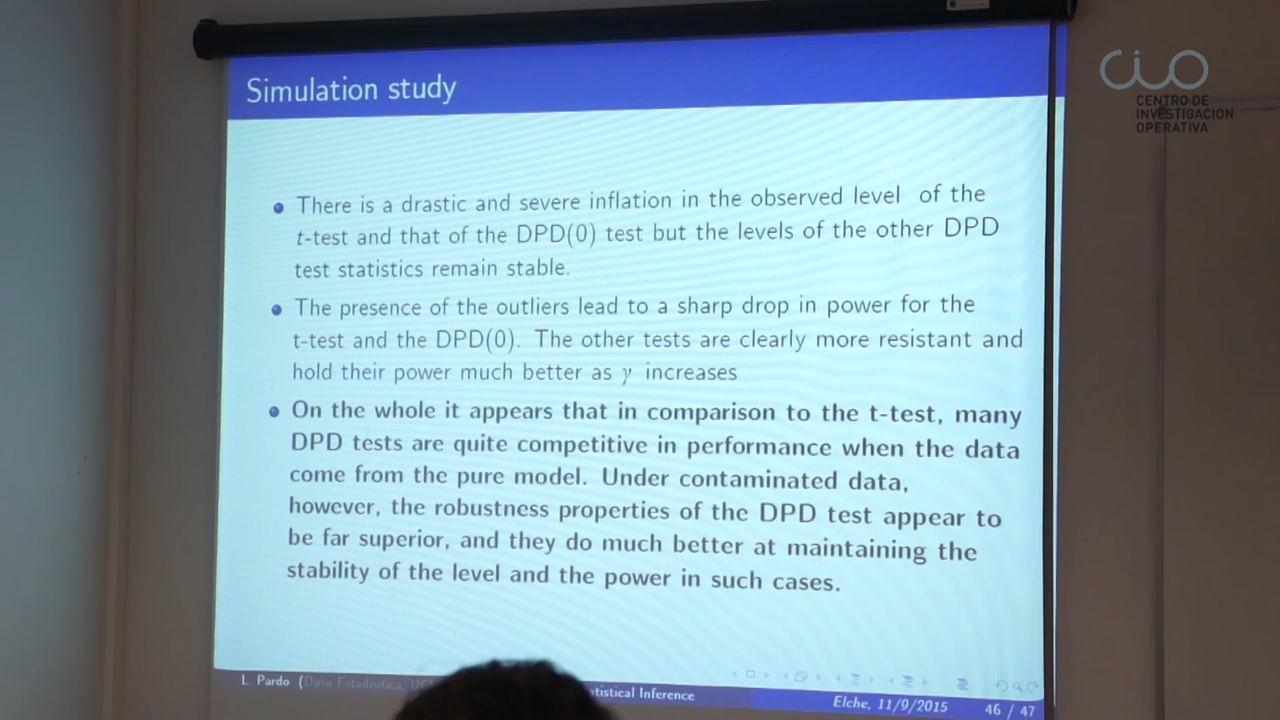 Simulation study
CIO
CENTRO DE
INVESTIGACION
OPERATIVA
There is a drastic and severe inflation in the observed level of the
t-test and that of the DPD(0) test but the levels of the other DPD
test statistics remain stable.
The presence of the outliers lead to a sharp drop in power for the
t-test and the DPD(0). The other tests are clearly more resistant and
hold their power much better as γ increases
On the whole it appears that in comparison to the t-test, many
DPD tests are quite competitive in performance when the data
come from the pure model. Under contaminated data,
however, the robustness properties of the DPD test appear to
be far superior, and they do much better at maintaining the
stability of the level and the power in such cases.
L. Pardo (Dpto Estadisitica,
Inference
Elche, 11/9/2015 46 / 47